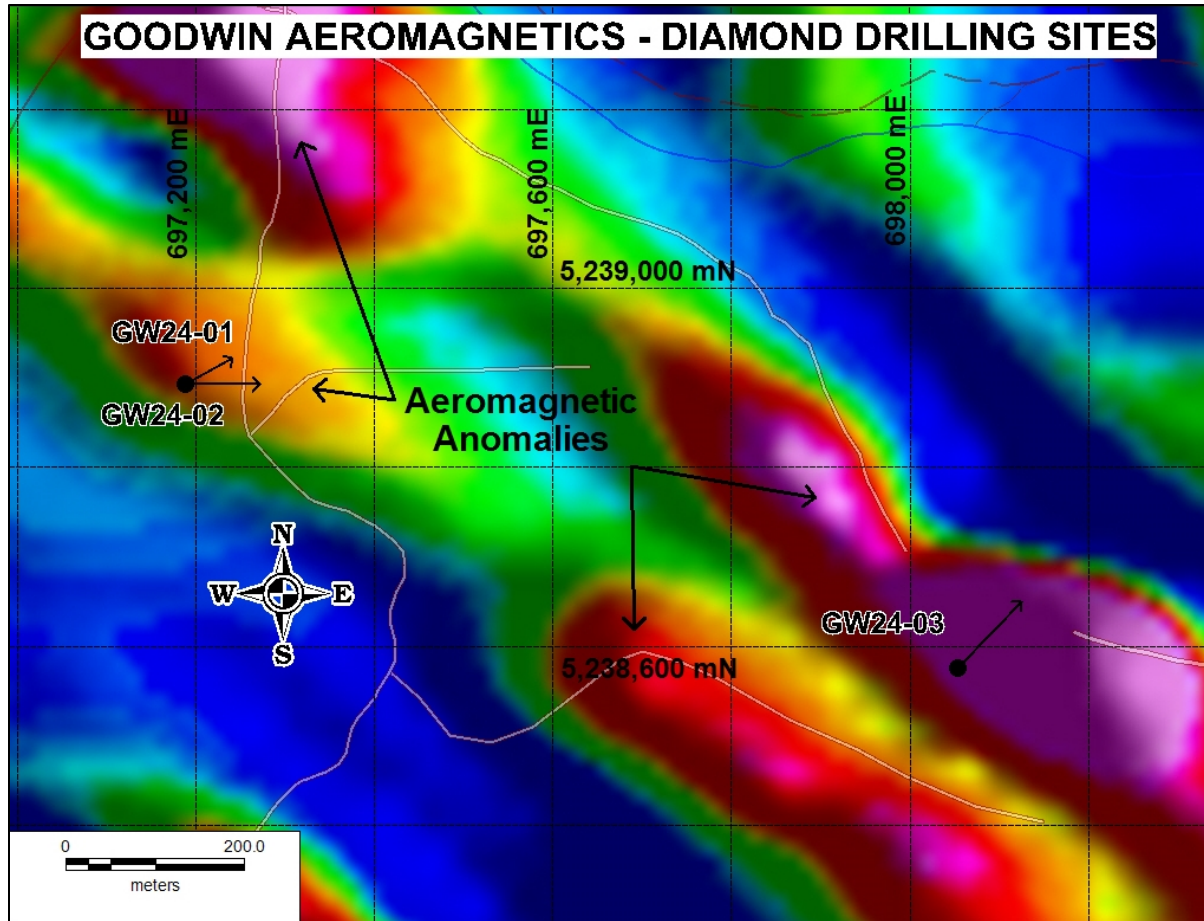 GOODWIN AEROMAGNETICS - DIAMOND DRILLING SITES
697,200 mE
697,600 mE
698,000 mE
5,239,000 mN
GW24-01
GW24-02
Aeromagnetic
Anomalies
N
W
E
S
GW24-03
5,238,600 mN
0
200.0
meters